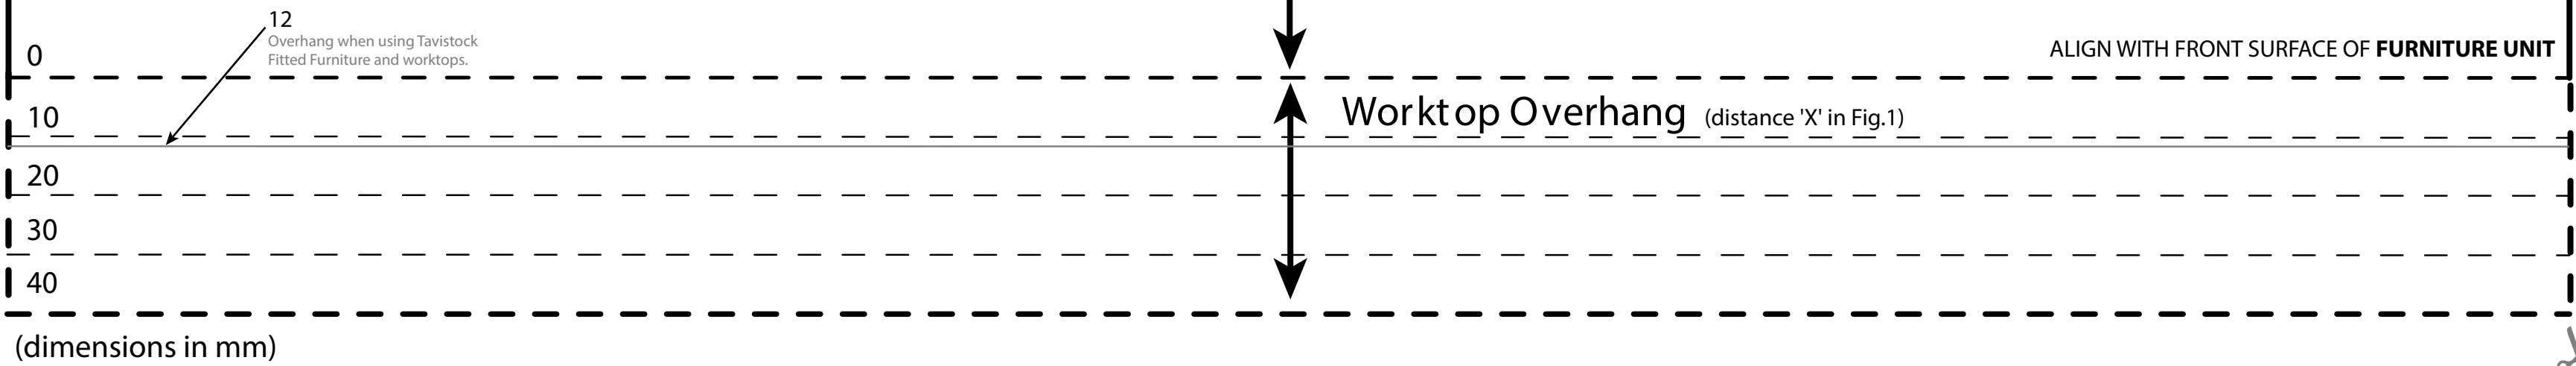 12
Overhang when using Tavistock
Fitted Furniture and worktops.
0
ALIGN WITH FRONT SURFACE OF FURNITURE UNIT
10
Worktop Overhang (distance 'X' in Fig.1)
20
30
40
(dimensions in mm)